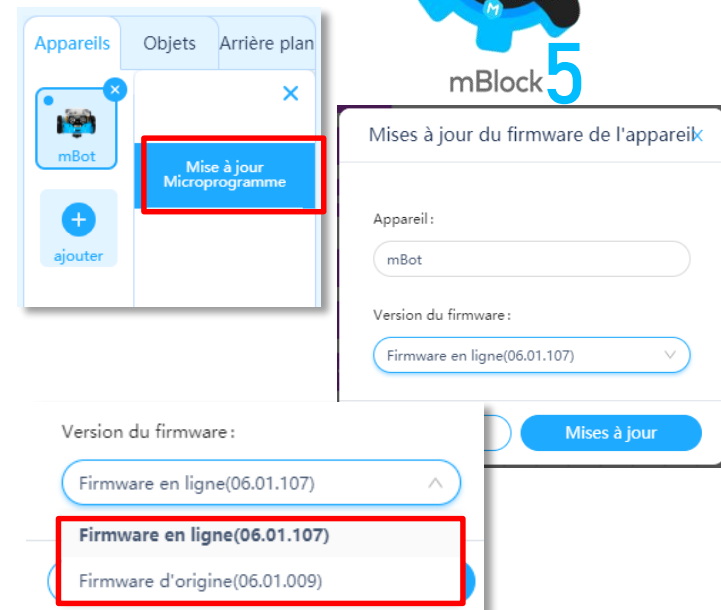 Appareils
Objets
Arrière plan
mBot
Mise à jour
Microprogramme
ajouter
M
mBlock 5
Mises à jour du firmware de l'appareil
Appareil :
mBot
Version du firmware :
Firmware en ligne(06.01.107)
Mises à jour
Version du firmware :
Firmware en ligne(06.01.107)
Firmware en ligne(06.01.107)
Firmware d'origine(06.01.009)